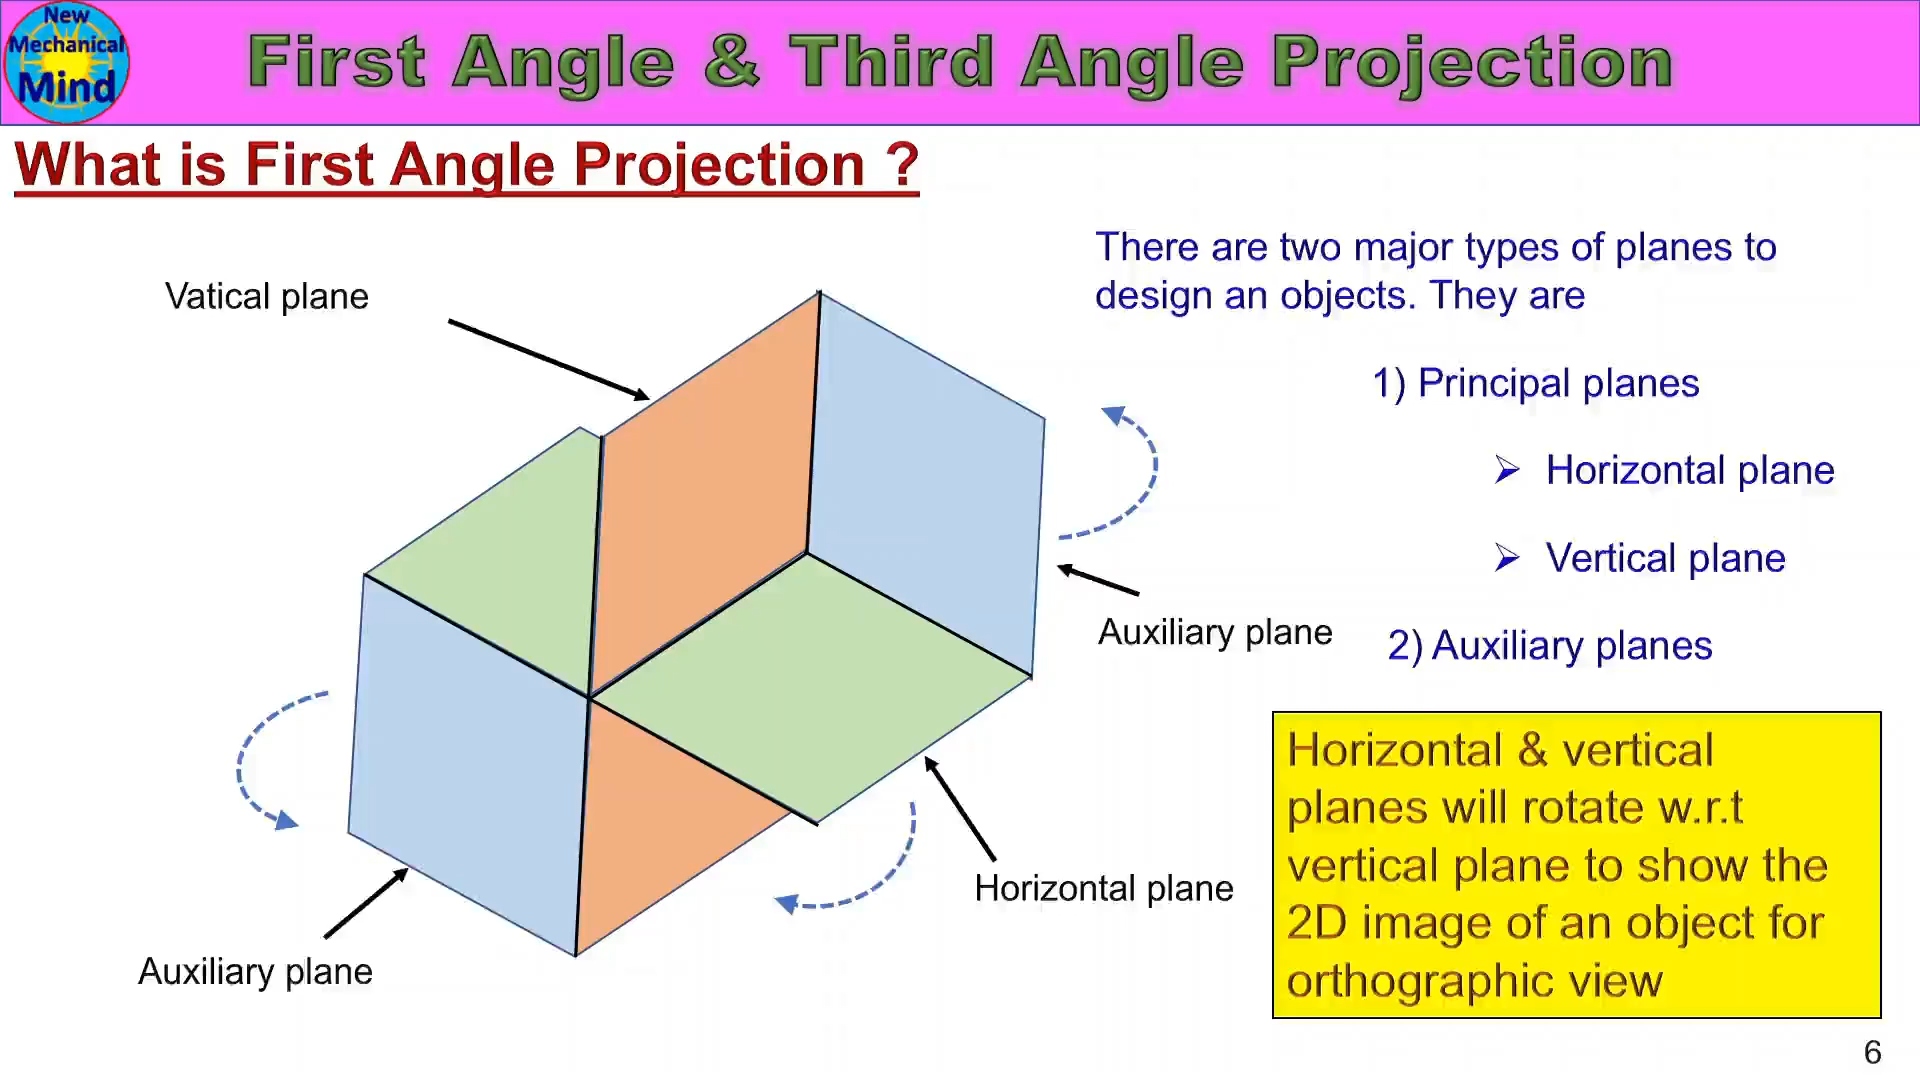 New
Mechanical
Mind
First Angle & Third Angle Projection
What is First Angle Projection ?
There are two major types of planes to
design an objects. They are
Vatical plane
1) Principal planes
➢ Horizontal plane
➢ Vertical plane
Auxiliary plane
2) Auxiliary planes
Horizontal & vertical
planes will rotate w.r.t
vertical plane to show the
2D image of an object for
orthographic view
Horizontal plane
Auxiliary plane
6